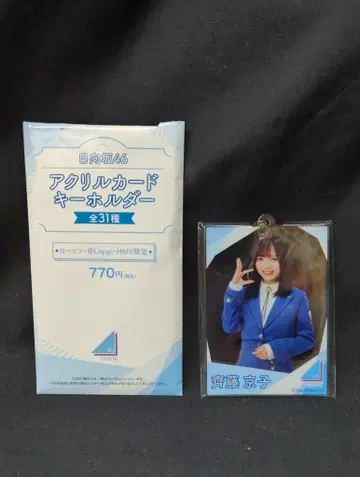 日向坂46
アクリルカード
キーホルダー
全31種
ローソン・@Loppi・HMV限定
770円(税込)
齊藤 京子